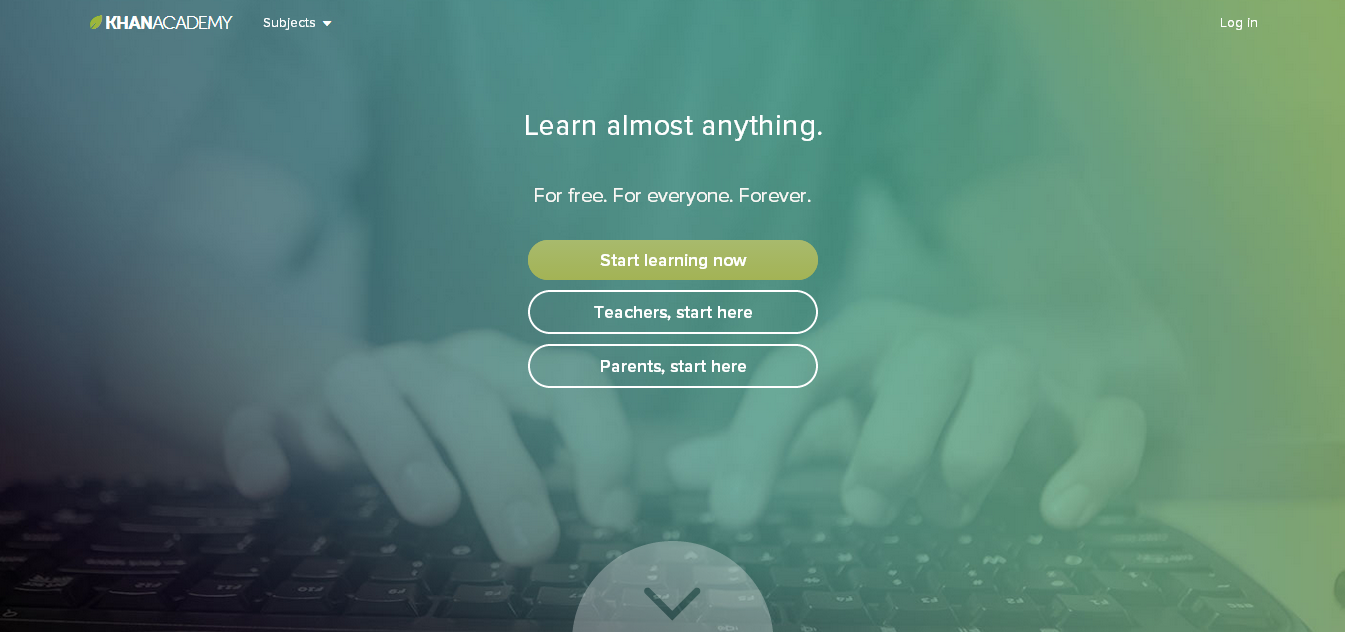 KHANACADEMY
Subjects
Log in
Learn almost anything.
For free. For everyone. Forever.
Start learning now
Teachers, start here
Parents, start here